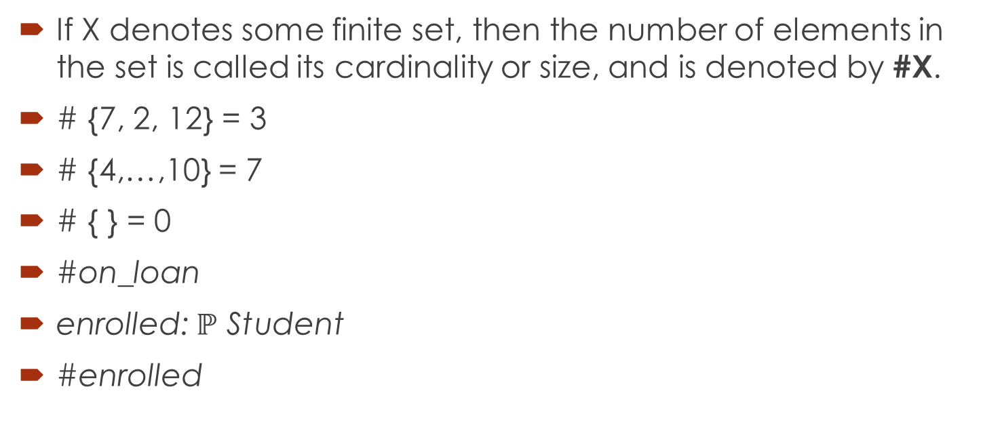 If X denotes some finite set, then the number of elements in
the set is called its cardinality or size, and is denoted by #X.
# {7, 2, 12} = 3
# {4,...,10} = 7
# { } = 0
#on_loan
enrolled: ℙ Student
#enrolled